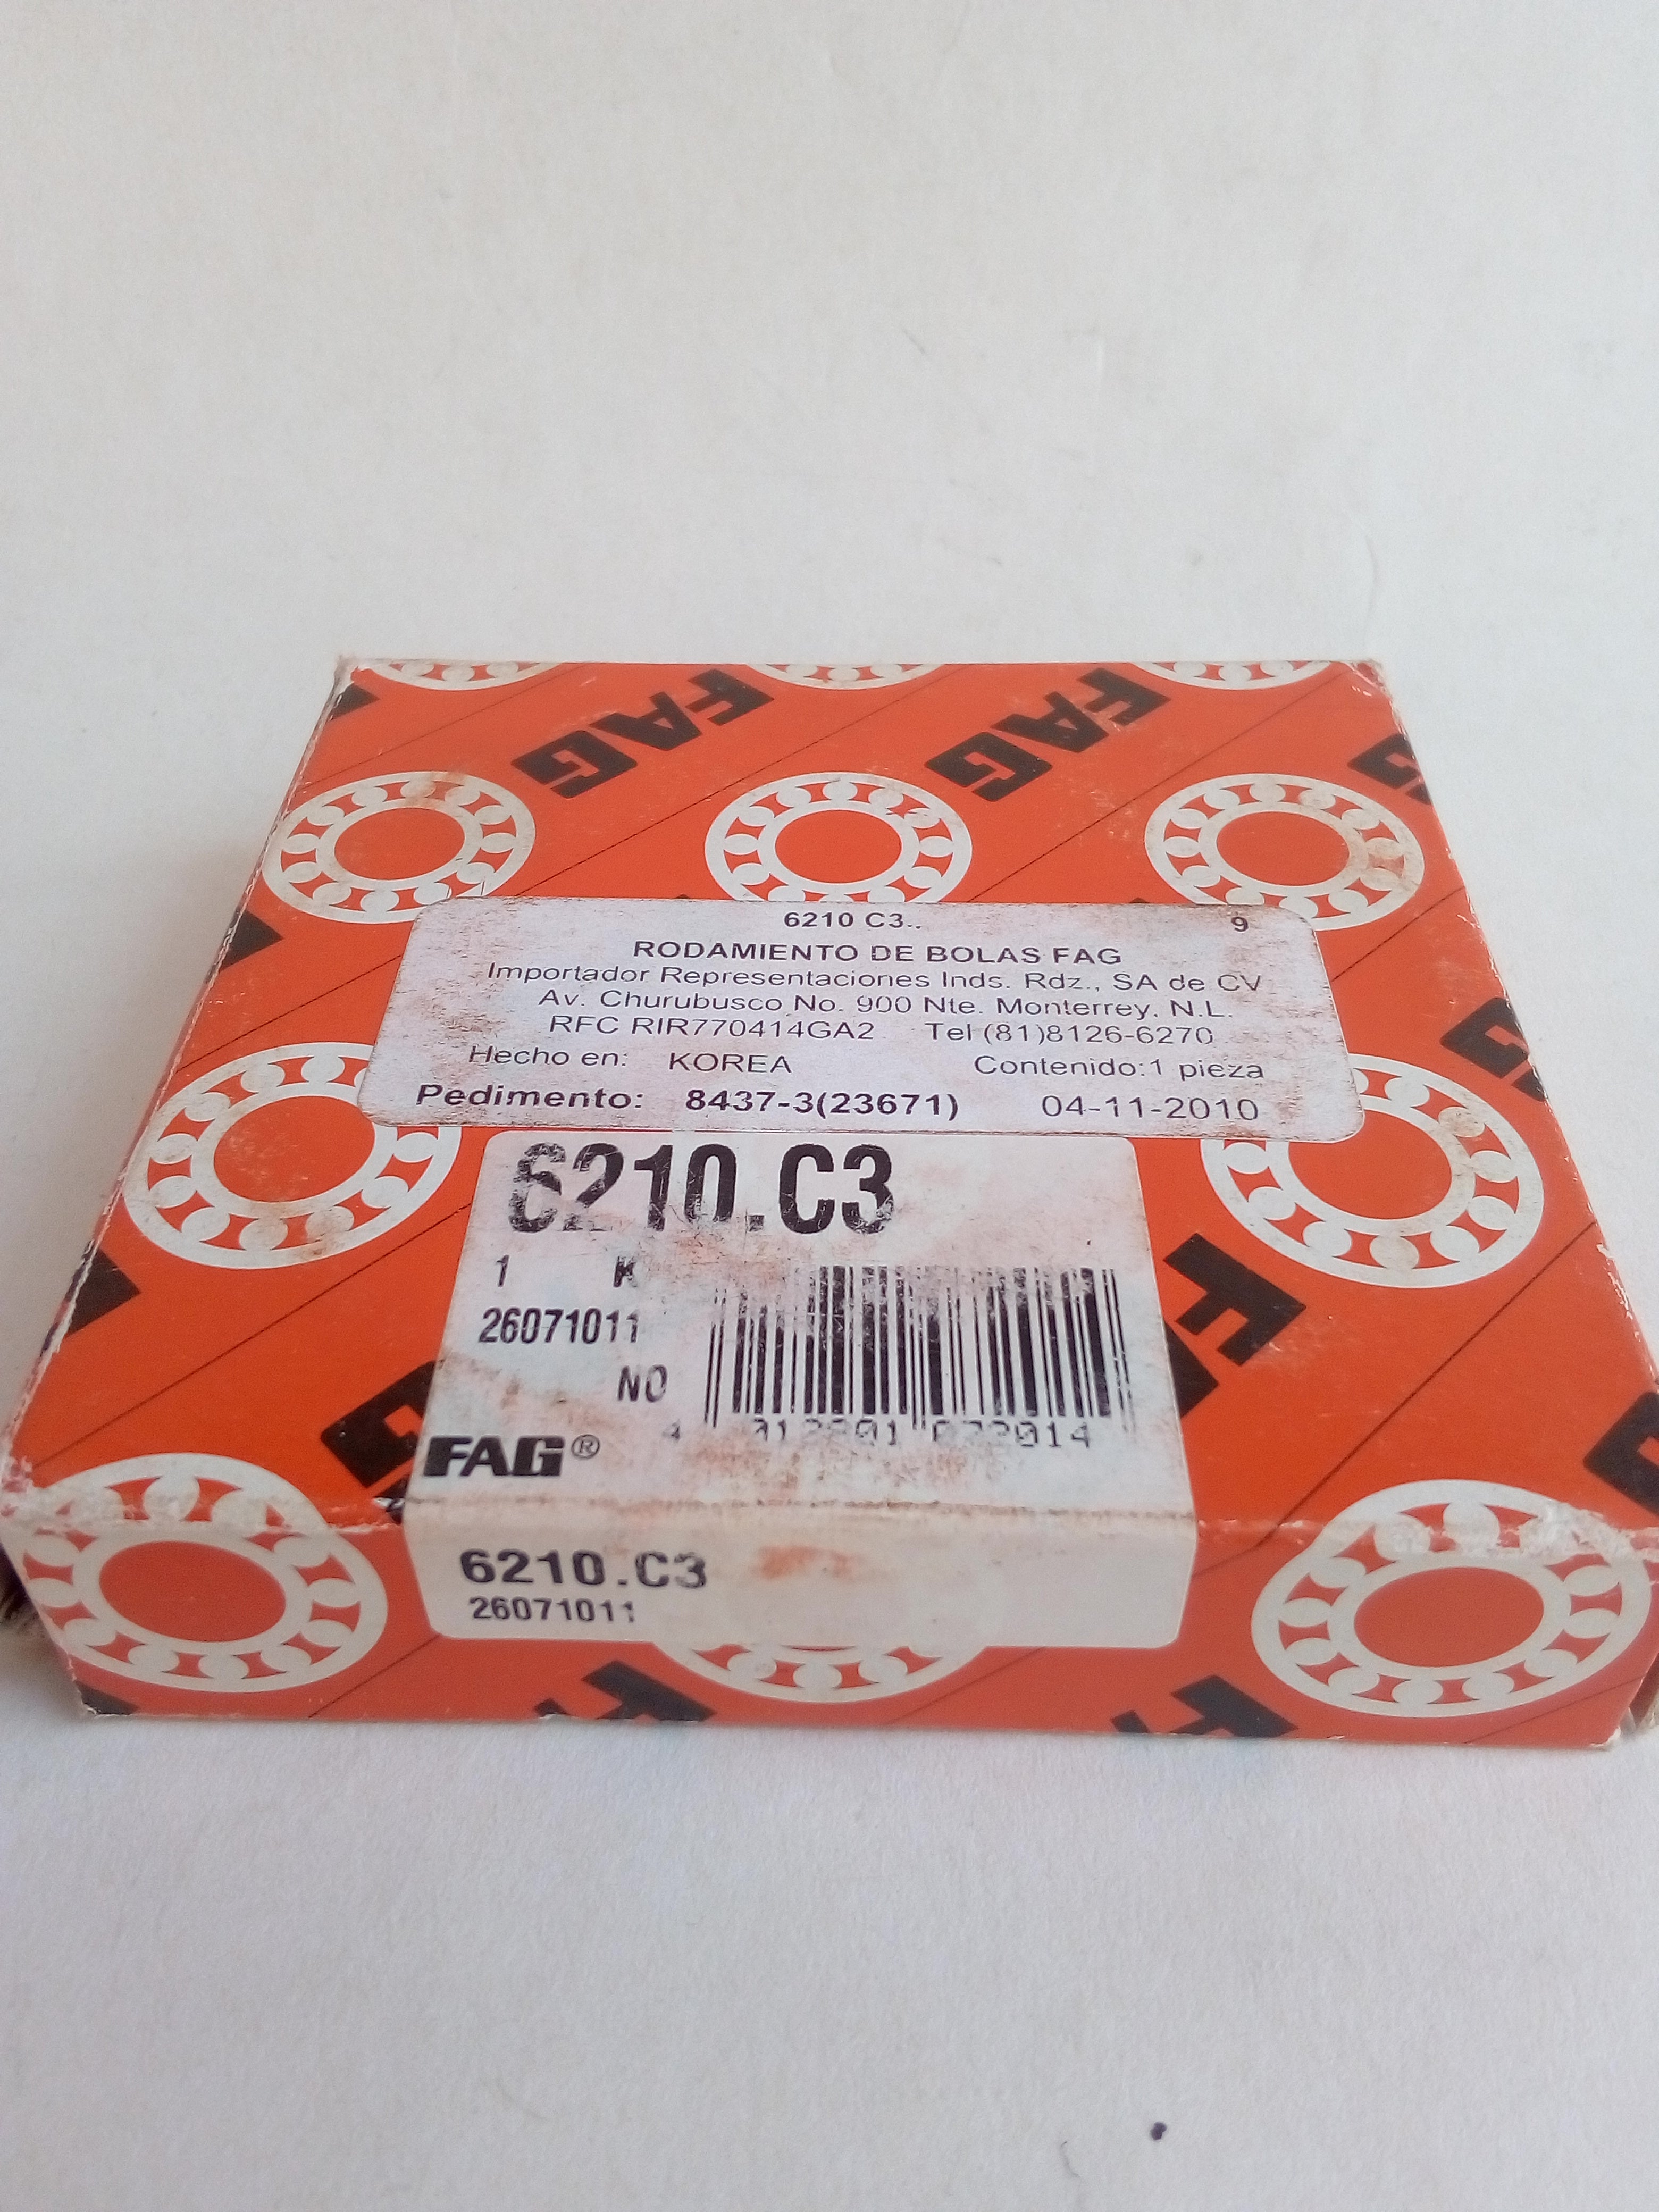 FAG FAG
6210 C3.. 9
RODAMIENTO DE BOLAS FAG
Importador Representaciones Inds. Rdz., SA de CV
Av. Churubusco No. 900 Nte. Monterrey, N.L.
RFC RIR770414GA2 Tel (81)8126-6270
Hecho en: KOREA Contenido:1 pieza
Pedimento: 8437-3(23671) 04-11-2010
6210.C3
1 K
26071011
NO
FAG®
6210.C3
26071011